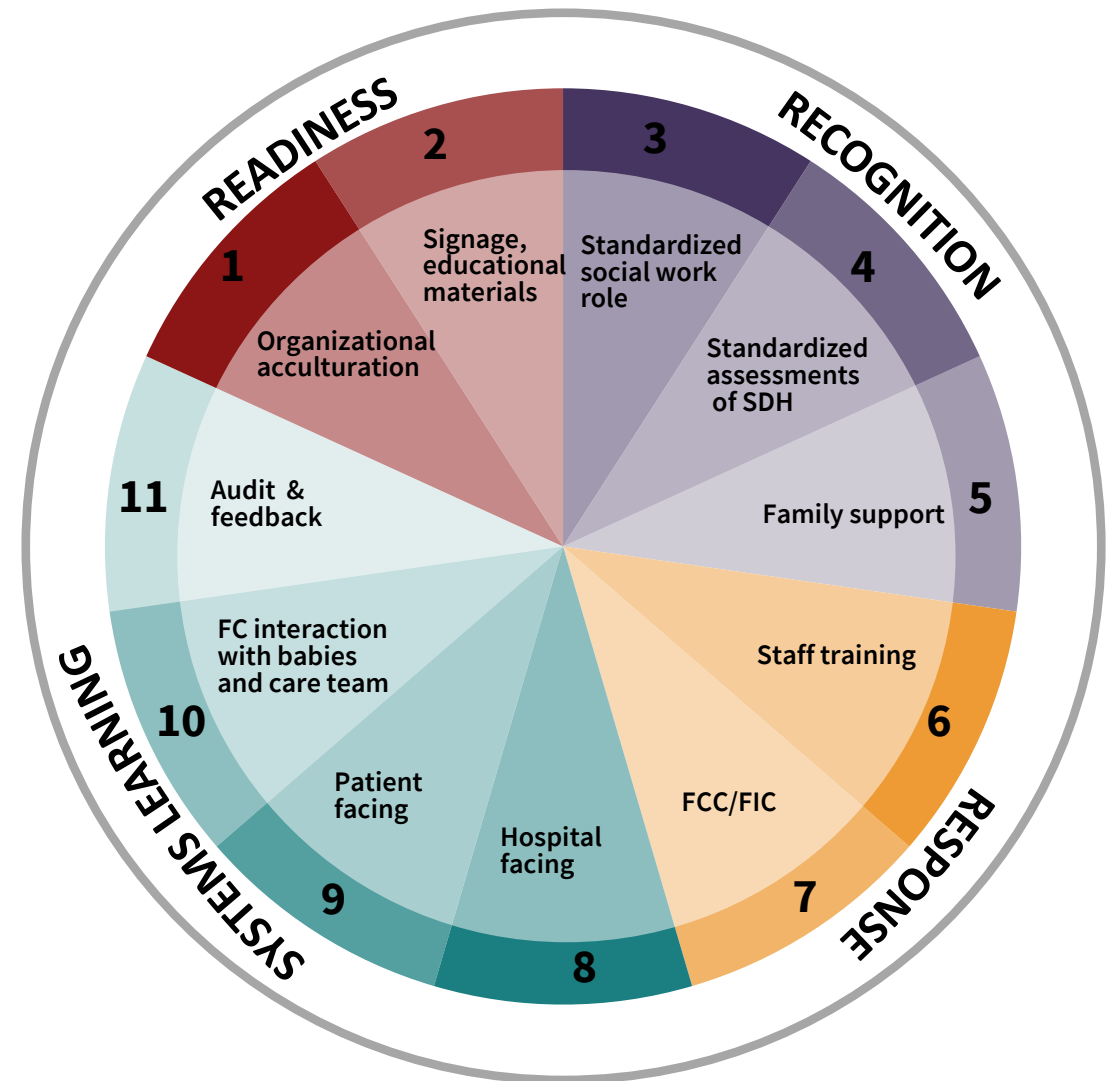 READINESS
1
Organizational
acculturation
2
Signage,
educational
materials
RECOGNITION
3
Standardized
social work
role
4
Standardized
assessments
of SDH
5
Family support
RESPONSE
6
Staff training
7
FCC/FIC
SYSTEMS LEARNING
8
Hospital
facing
9
Patient
facing
10
FC interaction
with babies
and care team
11
Audit &
feedback